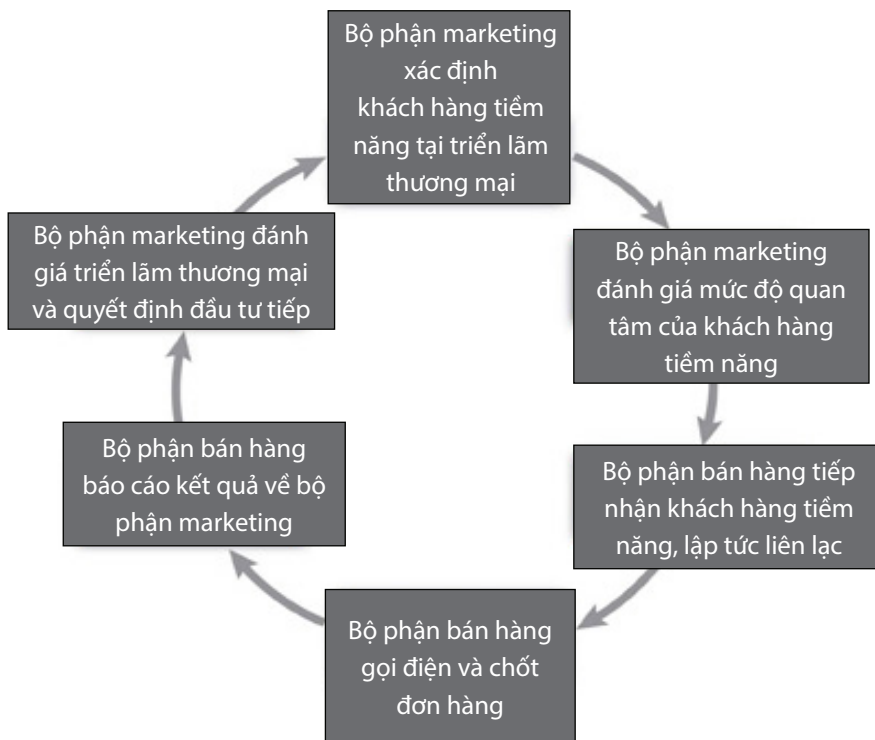 Bộ phận marketing
xác định
khách hàng tiềm
năng tại triển lãm
thương mại
Bộ phận marketing
đánh giá mức độ quan
tâm của khách hàng
tiềm năng
Bộ phận bán hàng tiếp
nhận khách hàng tiềm
năng, lập tức liên lạc
Bộ phận bán hàng
gọi điện và chốt
đơn hàng
Bộ phận bán hàng
báo cáo kết quả về bộ
phận marketing
Bộ phận marketing đánh
giá triển lãm thương mại
và quyết định đầu tư tiếp